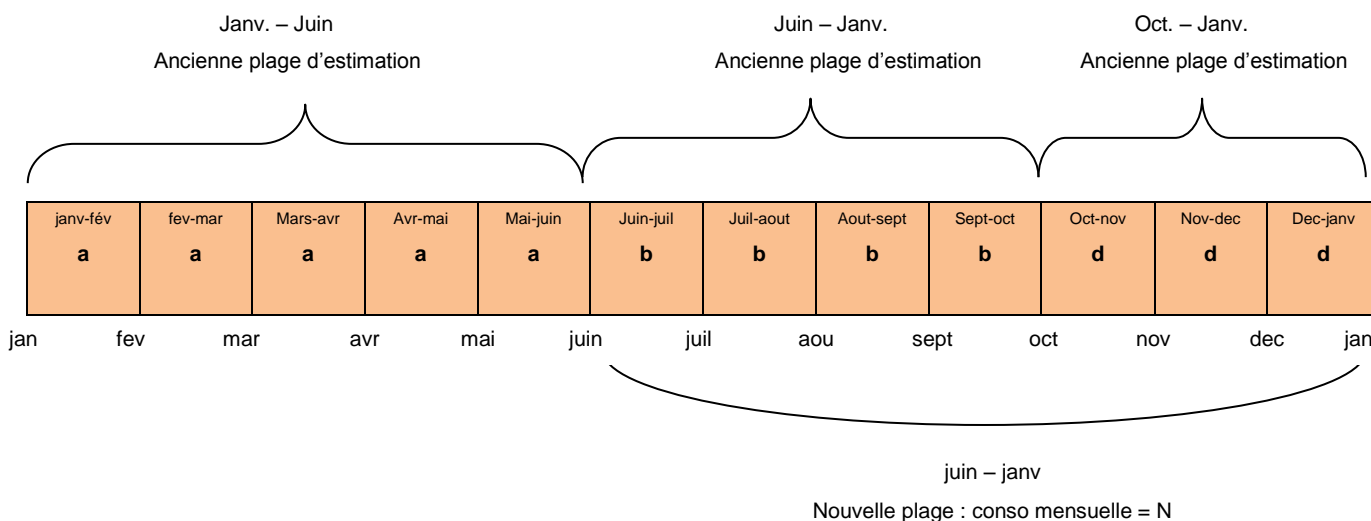 Janv. – Juin
Ancienne plage d'estimation
Juin – Janv.
Ancienne plage d'estimation
Oct. – Janv.
Ancienne plage d'estimation
janv-fév
a
fev-mar
a
Mars-avr
a
Avr-mai
a
Mai-juin
a
Juin-juil
b
Juil-aout
b
Aout-sept
b
Sept-oct
b
Oct-nov
d
Nov-dec
d
Dec-janv
d
jan fev mar avr mai juin juil aou sept oct nov dec jan
juin – janv
Nouvelle plage : conso mensuelle = N